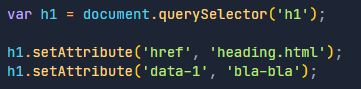 var h1 = document.querySelector('h1');
h1.setAttribute('href', 'heading.html');
h1.setAttribute('data-1', 'bla-bla');